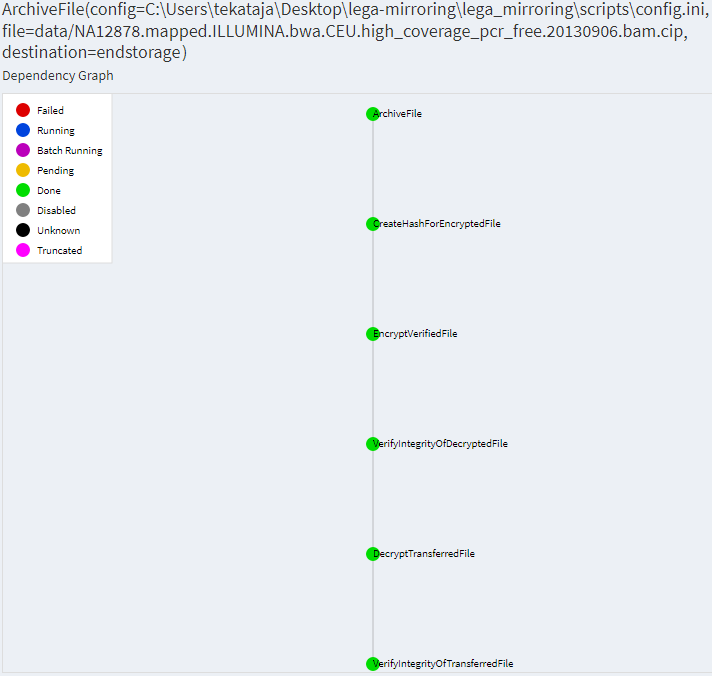 ArchiveFile(config=C:\Users\tekataja\Desktop\lega-mirroring\lega_mirroring\scripts\config.ini,
file=data/NA12878.mapped.ILLUMINA.bwa.CEU.high_coverage_pcr_free.20130906.bam.cip,
destination=endstorage)
Dependency Graph
Failed
Running
Batch Running
Pending
Done
Disabled
Unknown
Truncated
ArchiveFile
CreateHashForEncryptedFile
EncryptVerifiedFile
VerifyIntegrityOfDecryptedFile
DecryptTransferredFile
VerifyIntegrityOfTransferredFile